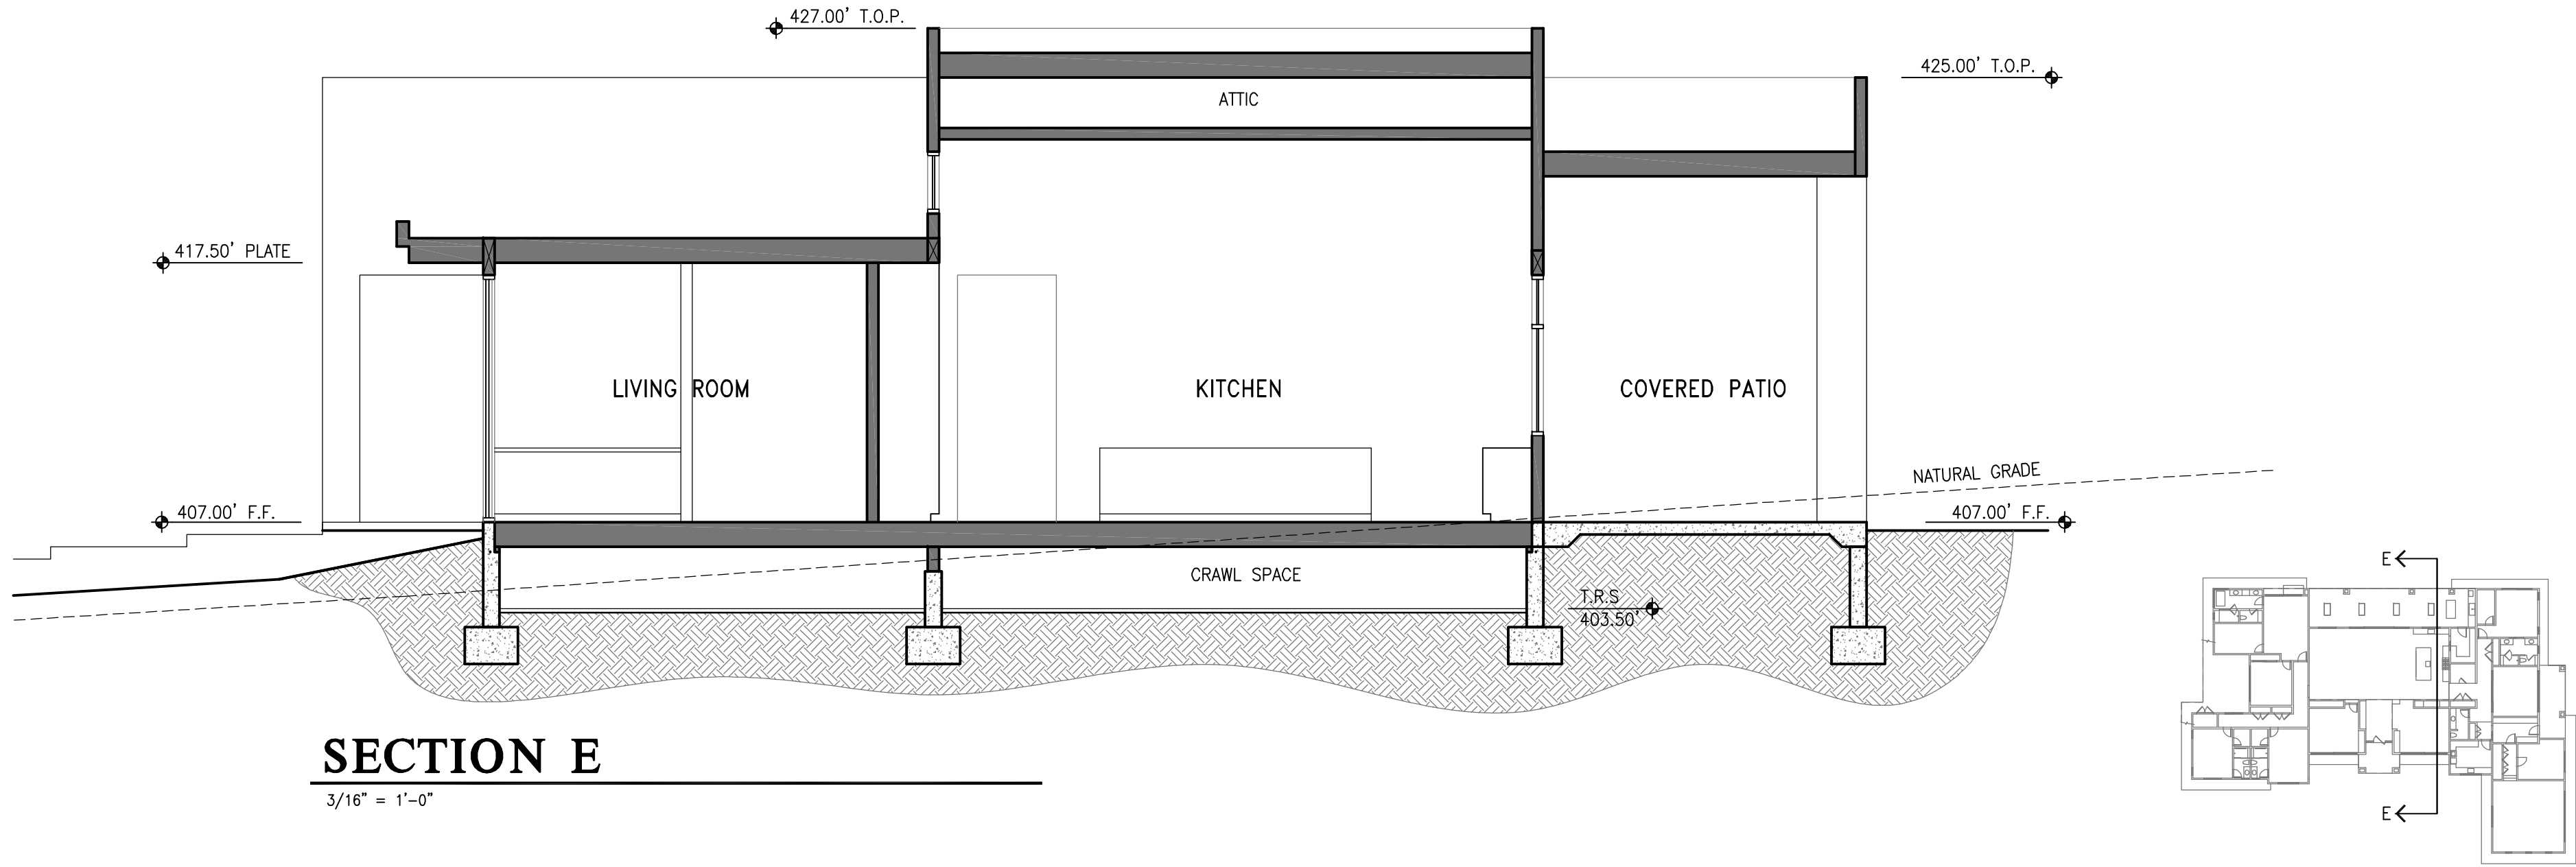 427.00' T.O.P.
425.00' T.O.P.
ATTIC
417.50' PLATE
LIVING ROOM
KITCHEN
COVERED PATIO
NATURAL GRADE
407.00' F.F.
407.00' F.F.
CRAWL SPACE
T.R.S
403.50'
E
SECTION E
3/16" = 1'-0"
E